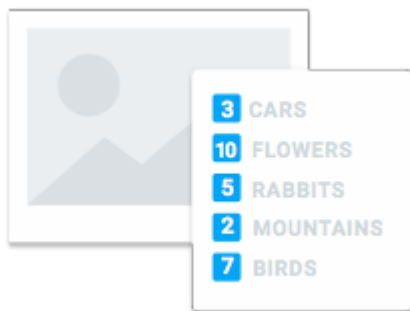 3 CARS
10 FLOWERS
5 RABBITS
2 MOUNTAINS
7 BIRDS